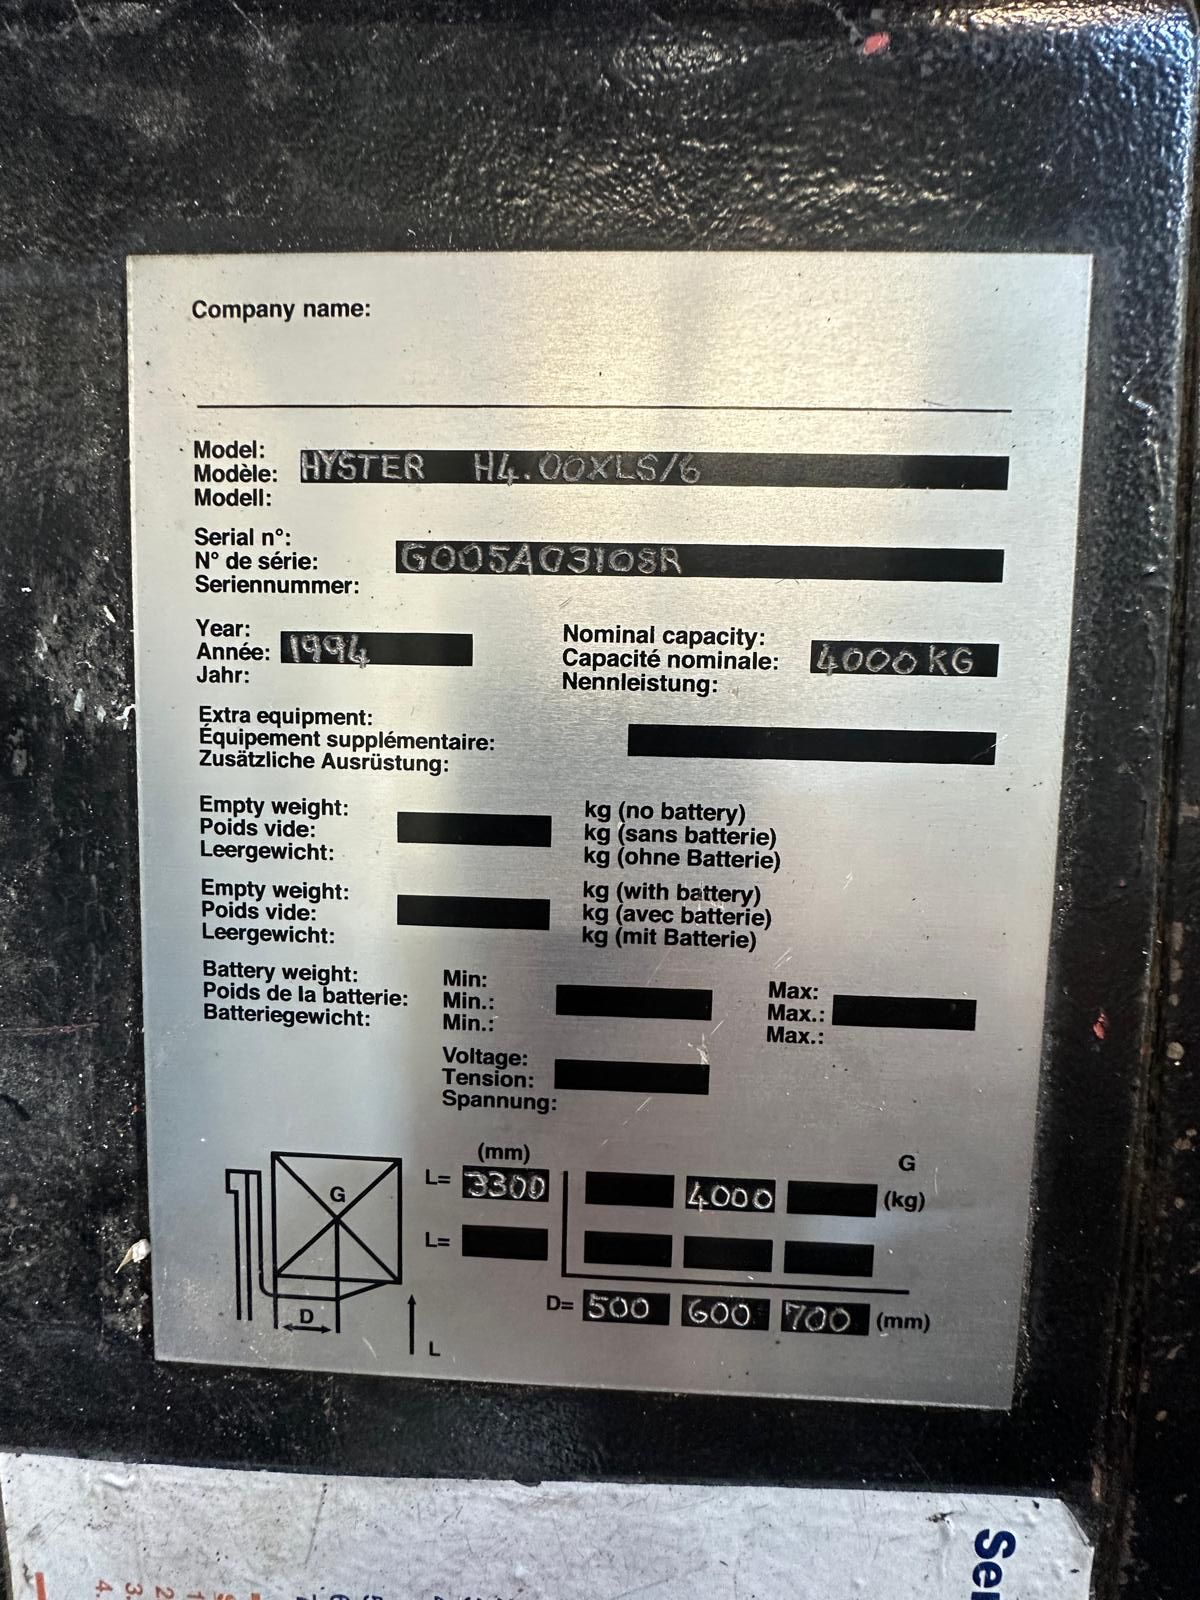 Company name:
Model:
Modèle: HYSTER H4.00XLS/6
Modell:
Serial n°:
N° de série: G005A03108R
Seriennummer:
Year:
Année: 1994
Jahr:
Nominal capacity:
Capacité nominale: 4000 KG
Nennleistung:
Extra equipment:
Équipement supplémentaire:
Zusätzliche Ausrüstung:
Empty weight: kg (no battery)
Poids vide: kg (sans batterie)
Leergewicht: kg (ohne Batterie)
Empty weight: kg (with battery)
Poids vide: kg (avec batterie)
Leergewicht: kg (mit Batterie)
Battery weight: Min: Max:
Poids de la batterie: Min.: Max.:
Batteriegewicht: Min.: Max.:
Voltage:
Tension:
Spannung:
(mm) G
L= 3300 4000 (kg)
G
L=
D= 500 600 700 (mm)
D
L
4. 3. 2